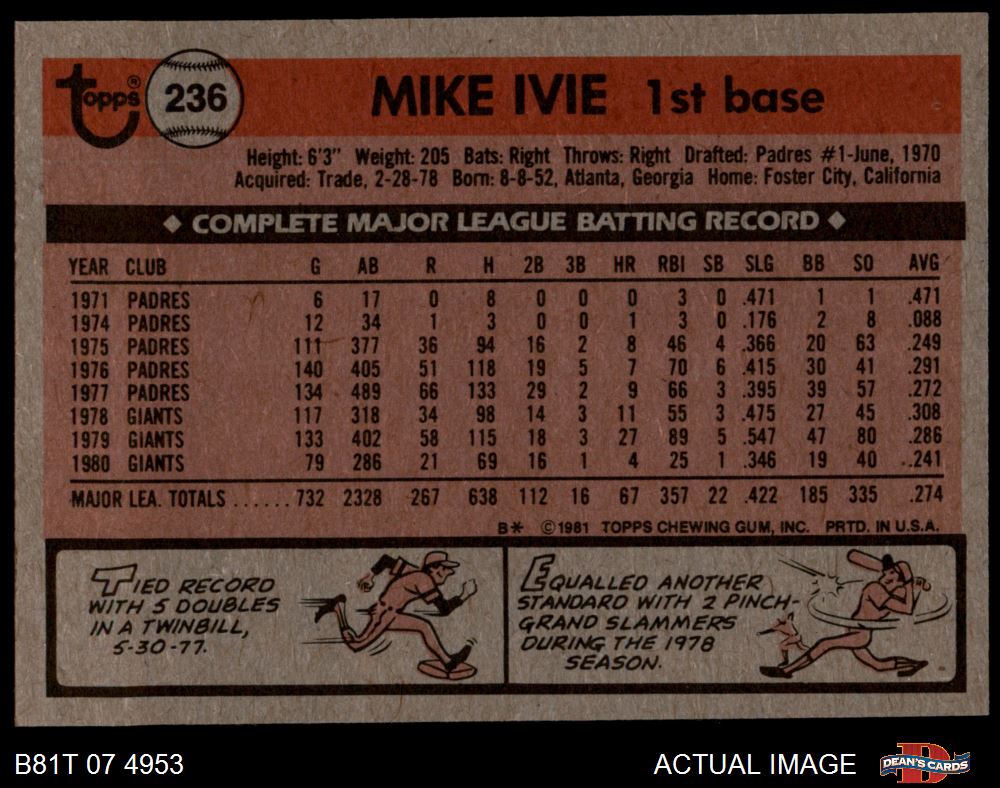 Topps® 236 MIKE IVIE 1st base
Height: 6'3" Weight: 205 Bats: Right Throws: Right Drafted: Padres #1-June, 1970
Acquired: Trade, 2-28-78 Born: 8-8-52, Atlanta, Georgia Home: Foster City, California
◆ COMPLETE MAJOR LEAGUE BATTING RECORD ◆
YEAR CLUB G AB R H 2B 3B HR RBI SB SLG BB SO AVG
1971 PADRES 6 17 0 8 0 0 0 3 0 .471 1 1 .471
1974 PADRES 12 34 1 3 0 0 1 3 0 .176 2 8 .088
1975 PADRES 111 377 36 94 16 2 8 46 4 .366 20 63 .249
1976 PADRES 140 405 51 118 19 5 7 70 6 .415 30 41 .291
1977 PADRES 134 489 66 133 29 2 9 66 3 .395 39 57 .272
1978 GIANTS 117 318 34 98 14 3 11 55 3 .475 27 45 .308
1979 GIANTS 133 402 58 115 18 3 27 89 5 .547 47 80 .286
1980 GIANTS 79 286 21 69 16 1 4 25 1 .346 19 40 .241
MAJOR LEA. TOTALS ...... 732 2328 267 638 112 16 67 357 22 .422 185 335 .274
B* ©1981 TOPPS CHEWING GUM, INC. PRTD. IN U.S.A.
TIED RECORD
WITH 5 DOUBLES
IN A TWINBILL,
5-30-77.
EQUALLED ANOTHER
STANDARD WITH 2 PINCH-
GRAND SLAMMERS
DURING THE 1978
SEASON.
B81T 07 4953 ACTUAL IMAGE DEAN'S CARDS